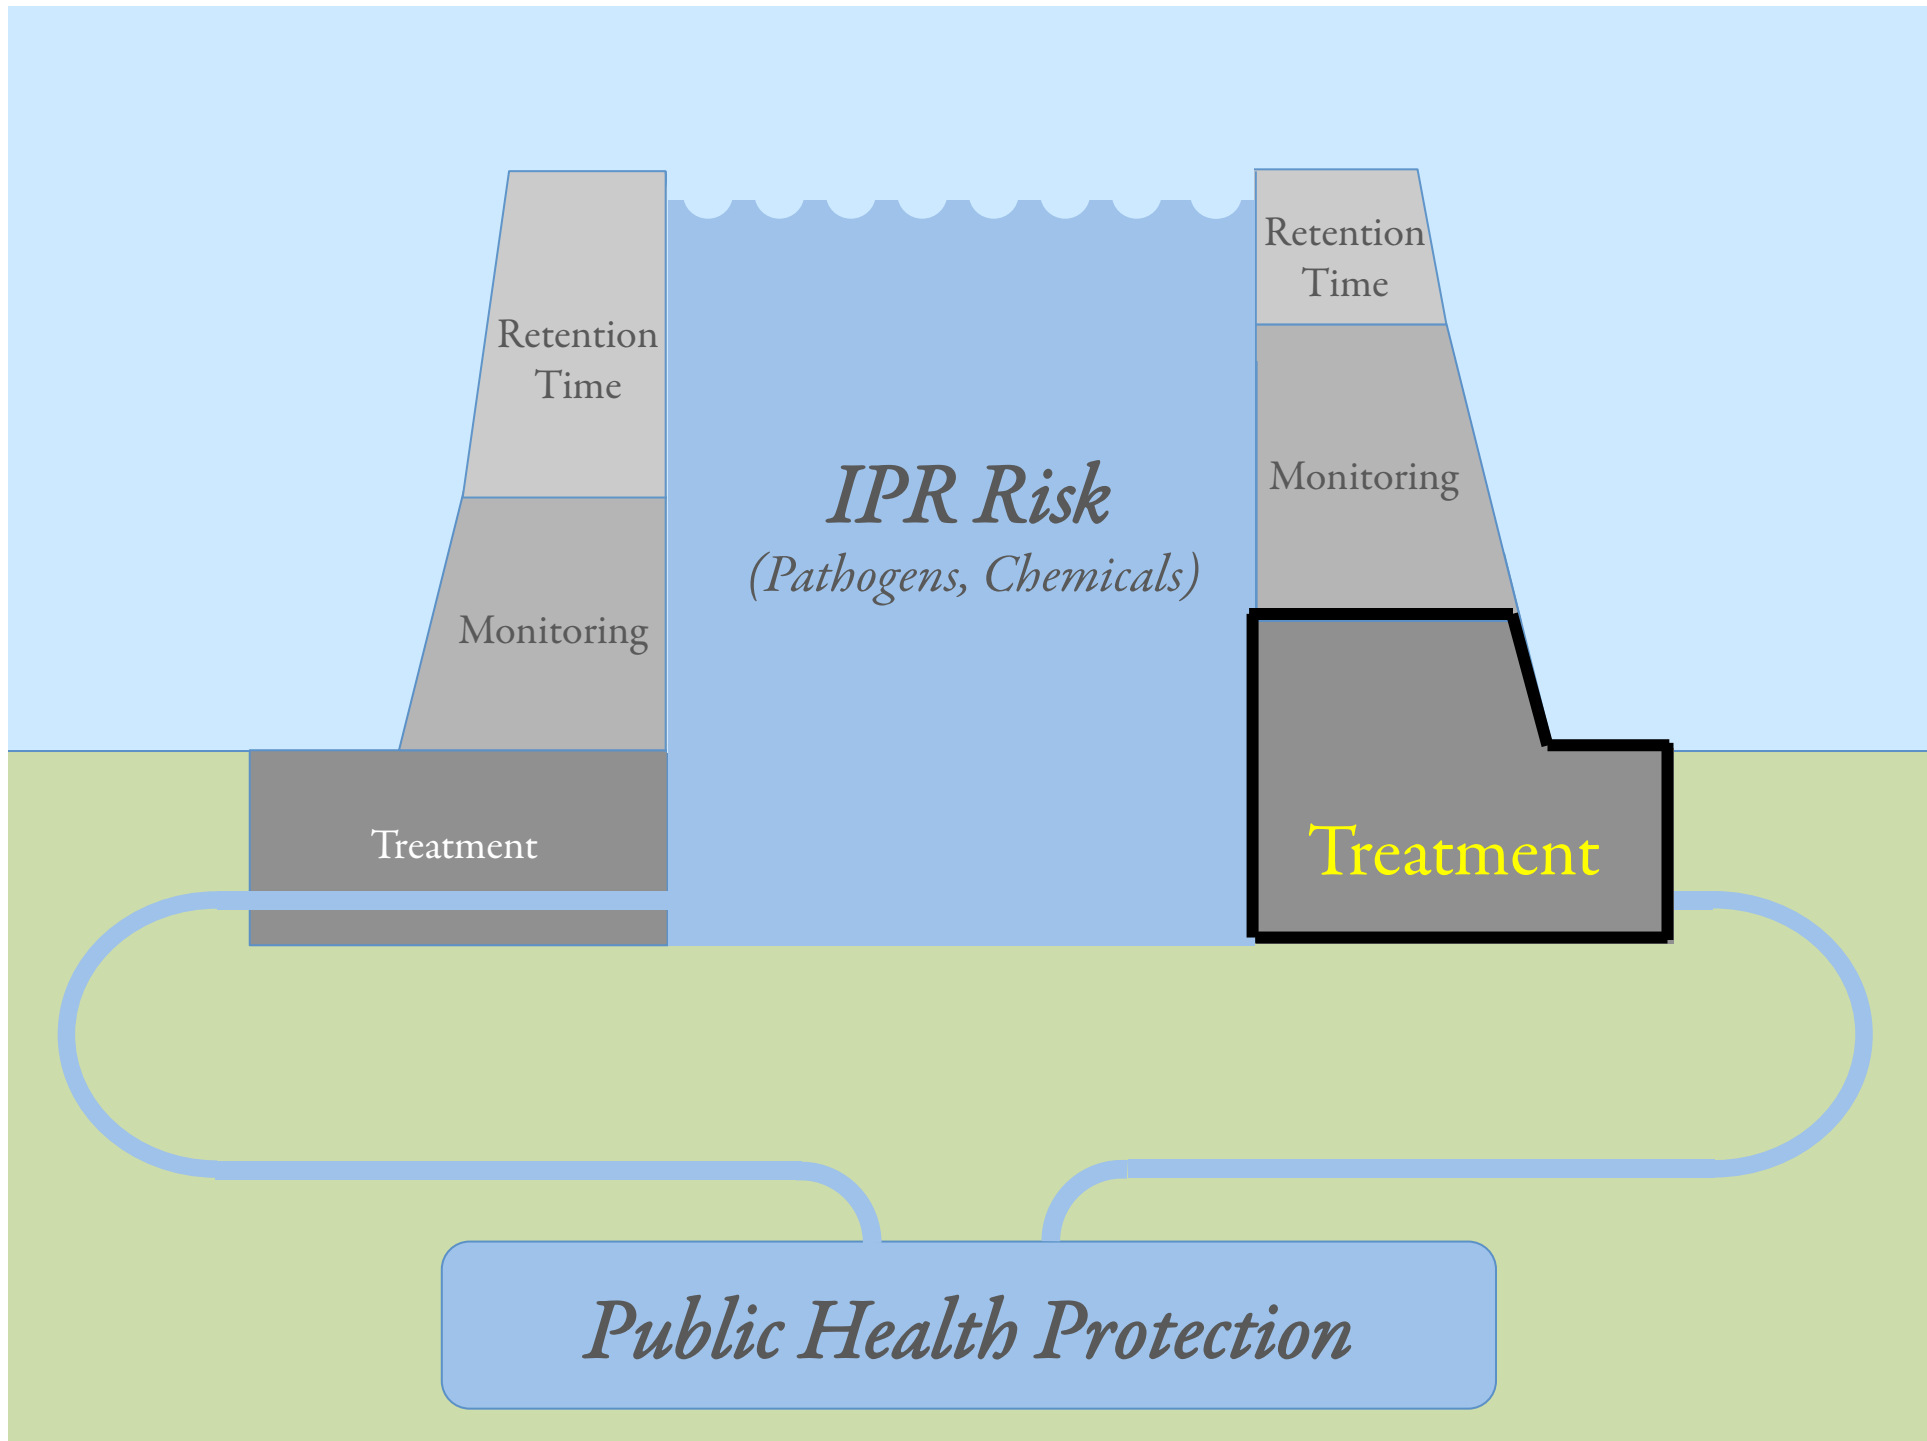 Retention
Time
Monitoring
Treatment
IPR Risk
(Pathogens, Chemicals)
Retention
Time
Monitoring
Treatment
Public Health Protection